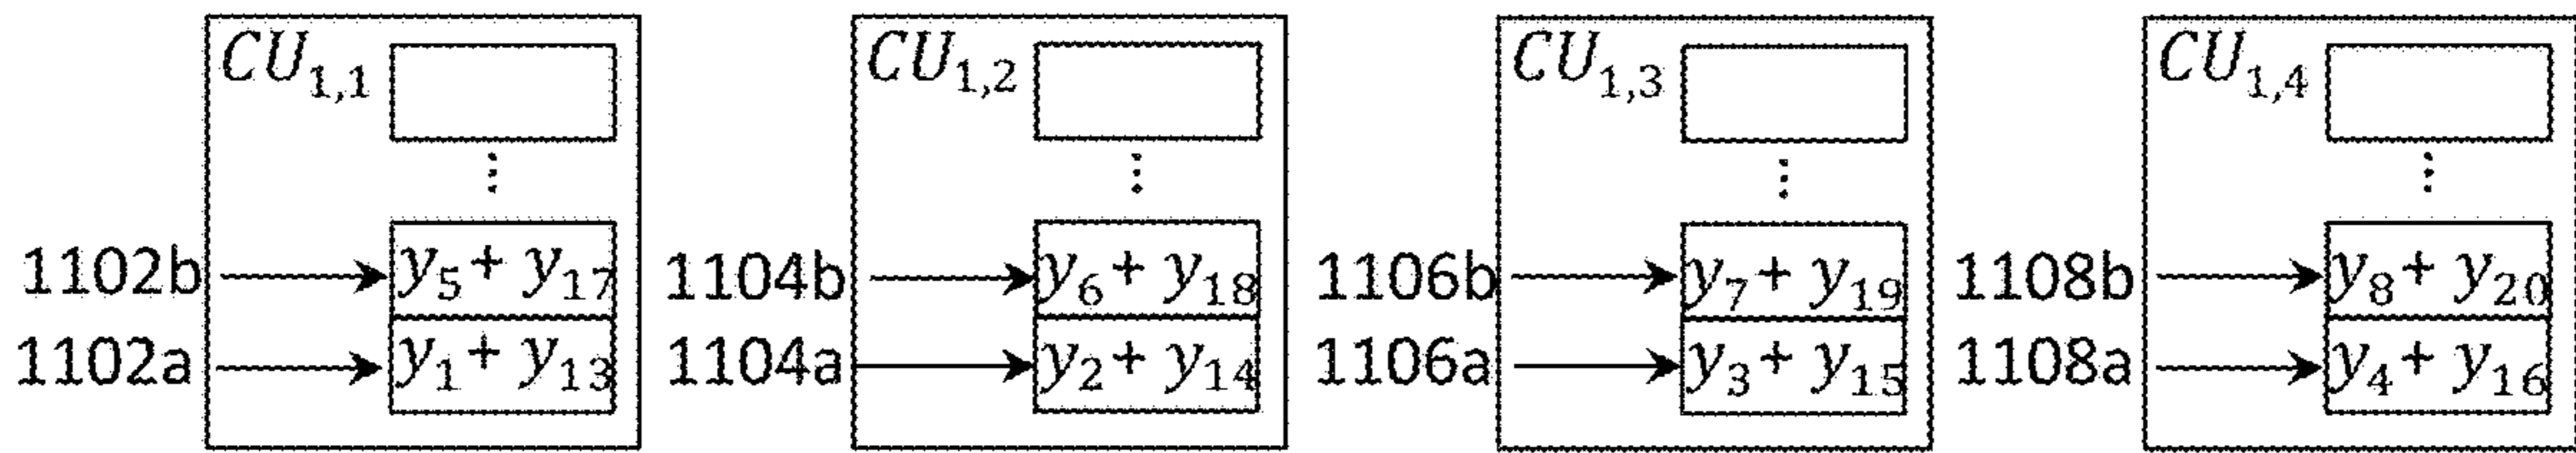 CU₁,₁ CU₁,₂ CU₁,₃ CU₁,₄
⋮ ⋮ ⋮ ⋮
1102b y₅+ y₁₇ 1104b y₆+ y₁₈ 1106b y₇+ y₁₉ 1108b y₈+ y₂₀
1102a y₁+ y₁₃ 1104a y₂+ y₁₄ 1106a y₃+ y₁₅ 1108a y₄+ y₁₆